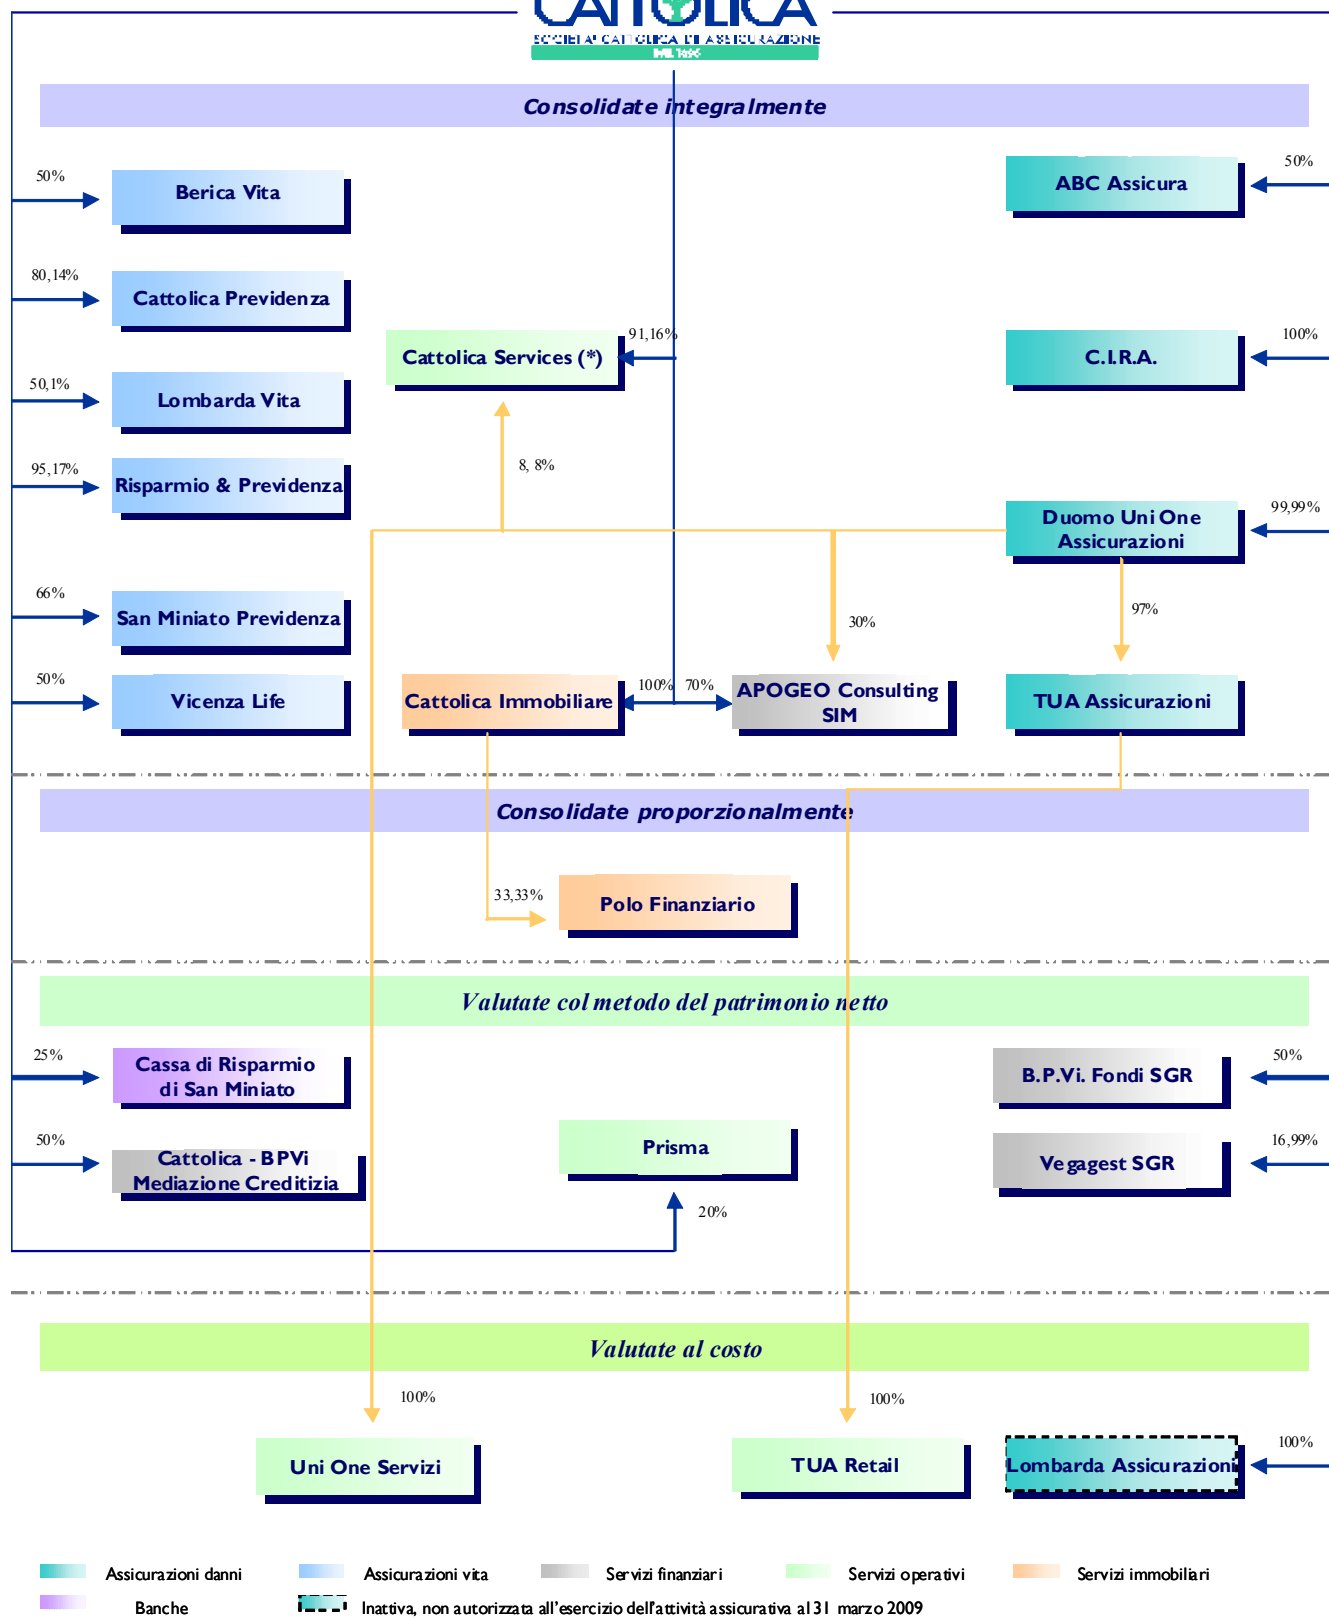 CATTOLICA
SOCIETA' CATTOLICA DI ASSICURAZIONE
DAL 1896
Consolidate integralmente
50%
Berica Vita
ABC Assicura
50%
80,14%
Cattolica Previdenza
91,16%
Cattolica Services (*)
C.I.R.A.
100%
50,1%
Lombarda Vita
95,17%
Risparmio & Previdenza
8, 8%
Duomo Uni One
Assicurazioni
99,99%
66%
San Miniato Previdenza
30%
97%
50%
Vicenza Life
Cattolica Immobiliare
100%
70%
APOGEO Consulting
SIM
TUA Assicurazioni
Consolidate proporzionalmente
33,33%
Polo Finanziario
Valutate col metodo del patrimonio netto
25%
Cassa di Risparmio
di San Miniato
B.P.Vi. Fondi SGR
50%
50%
Cattolica - BPVi
Mediazione Creditizia
Prisma
20%
Vegagest SGR
16,99%
Valutate al costo
100%
100%
Uni One Servizi
TUA Retail
Lombarda Assicurazioni
100%
Assicurazioni danni
Assicurazioni vita
Servizi finanziari
Servizi operativi
Servizi immobiliari
Banche
Inattiva, non autorizzata all'esercizio dell'attività assicurativa al 31 marzo 2009